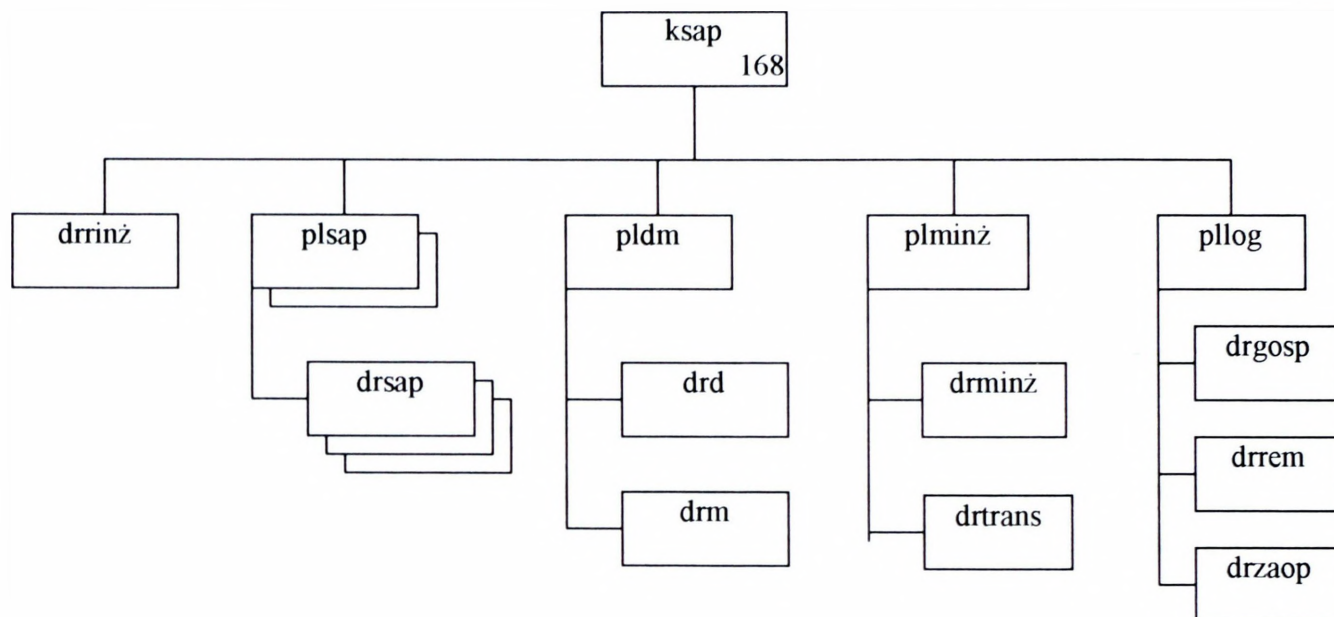 ksap
168
drrinż
plsap
pldm
plminż
pllog
drsap
drd
drminż
drgosp
drm
drtrans
drrem
drzaop